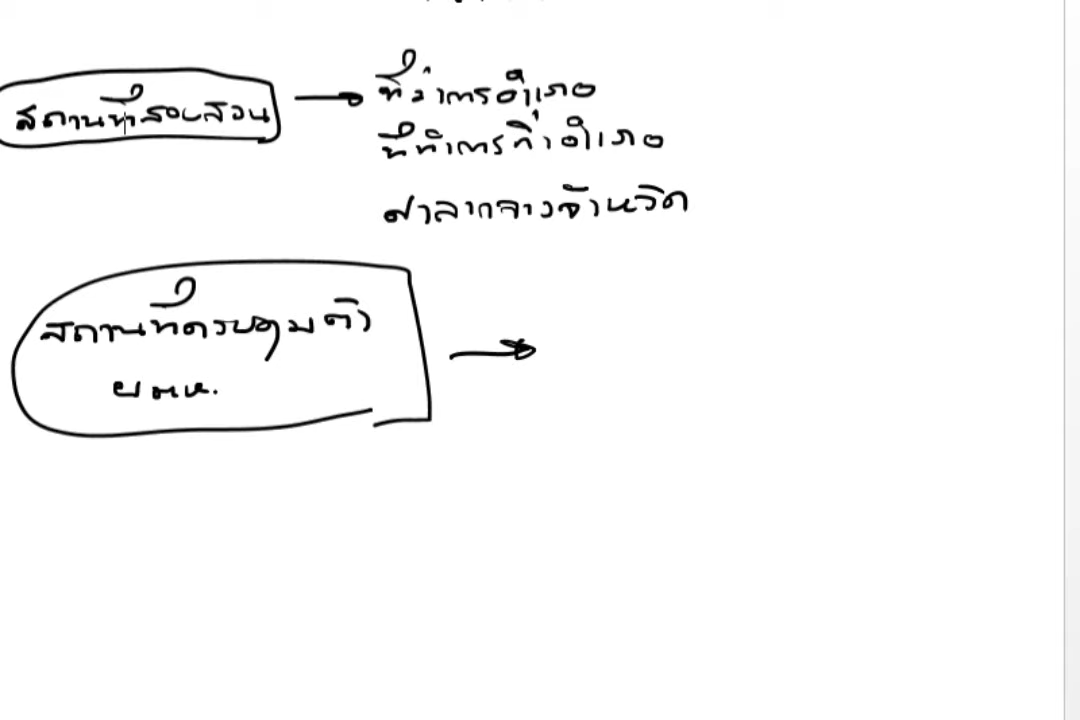 สถานที่สอบสวน
ที่ว่าการอำเภอ
ที่ทำการกิ่งอำเภอ
ศาลากลางจังหวัด
สถานที่ควบคุมตัว
ผตห.